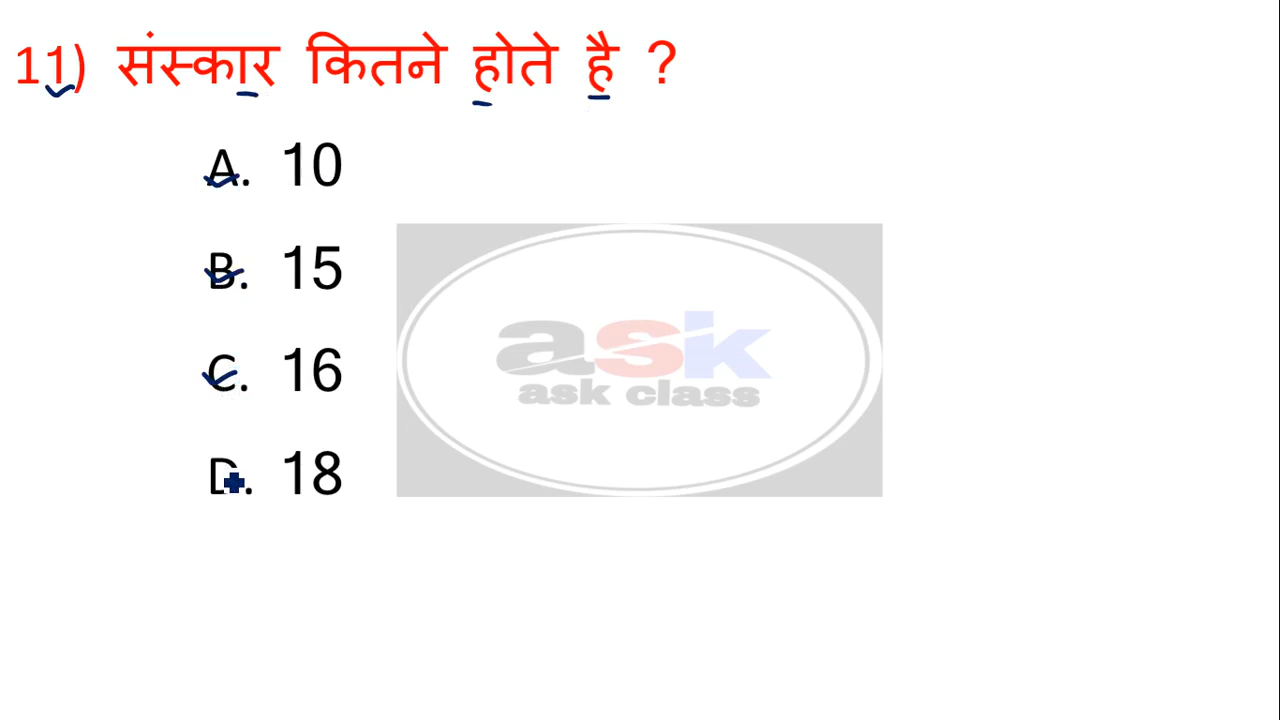 11) संस्कार कितने होते है ?
A. 10
B. 15
C. 16
D. 18
ask
ask class